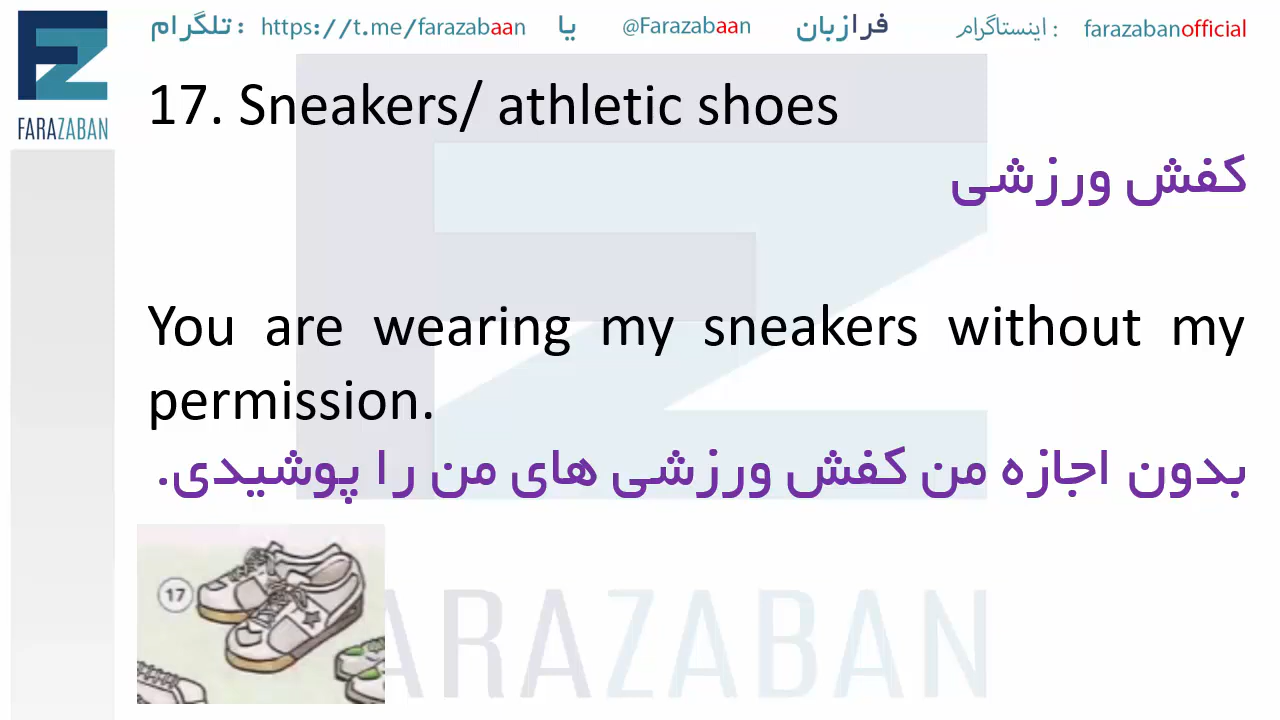 تلگرام : https://t.me/farazabaan یا @Farazabaan فرازبان اینستاگرام : farazabanofficial
FZ
FARAZABAN
17. Sneakers/ athletic shoes
کفش ورزشی
You are wearing my sneakers without my
permission.
بدون اجازه من کفش ورزشی های من را پوشیدی.
17
FARAZABAN